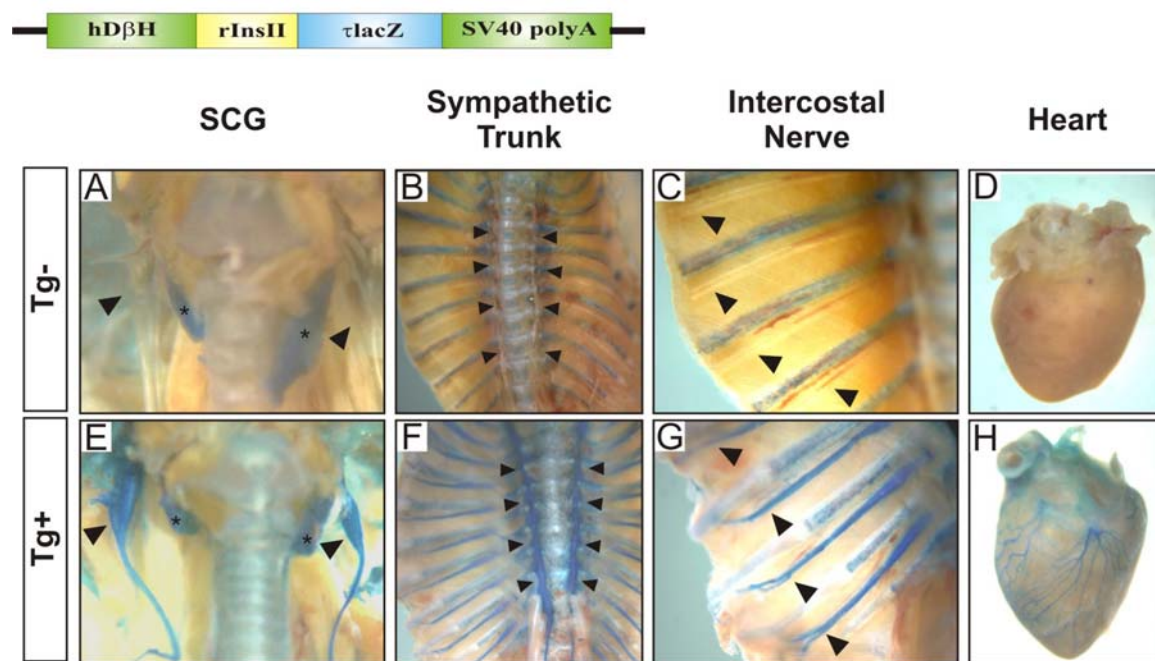 hDβH rInsII τlacZ SV40 polyA
SCG
Sympathetic
Trunk
Intercostal
Nerve
Heart
Tg-
A
*
*
B
C
D
Tg+
E
*
*
F
G
H